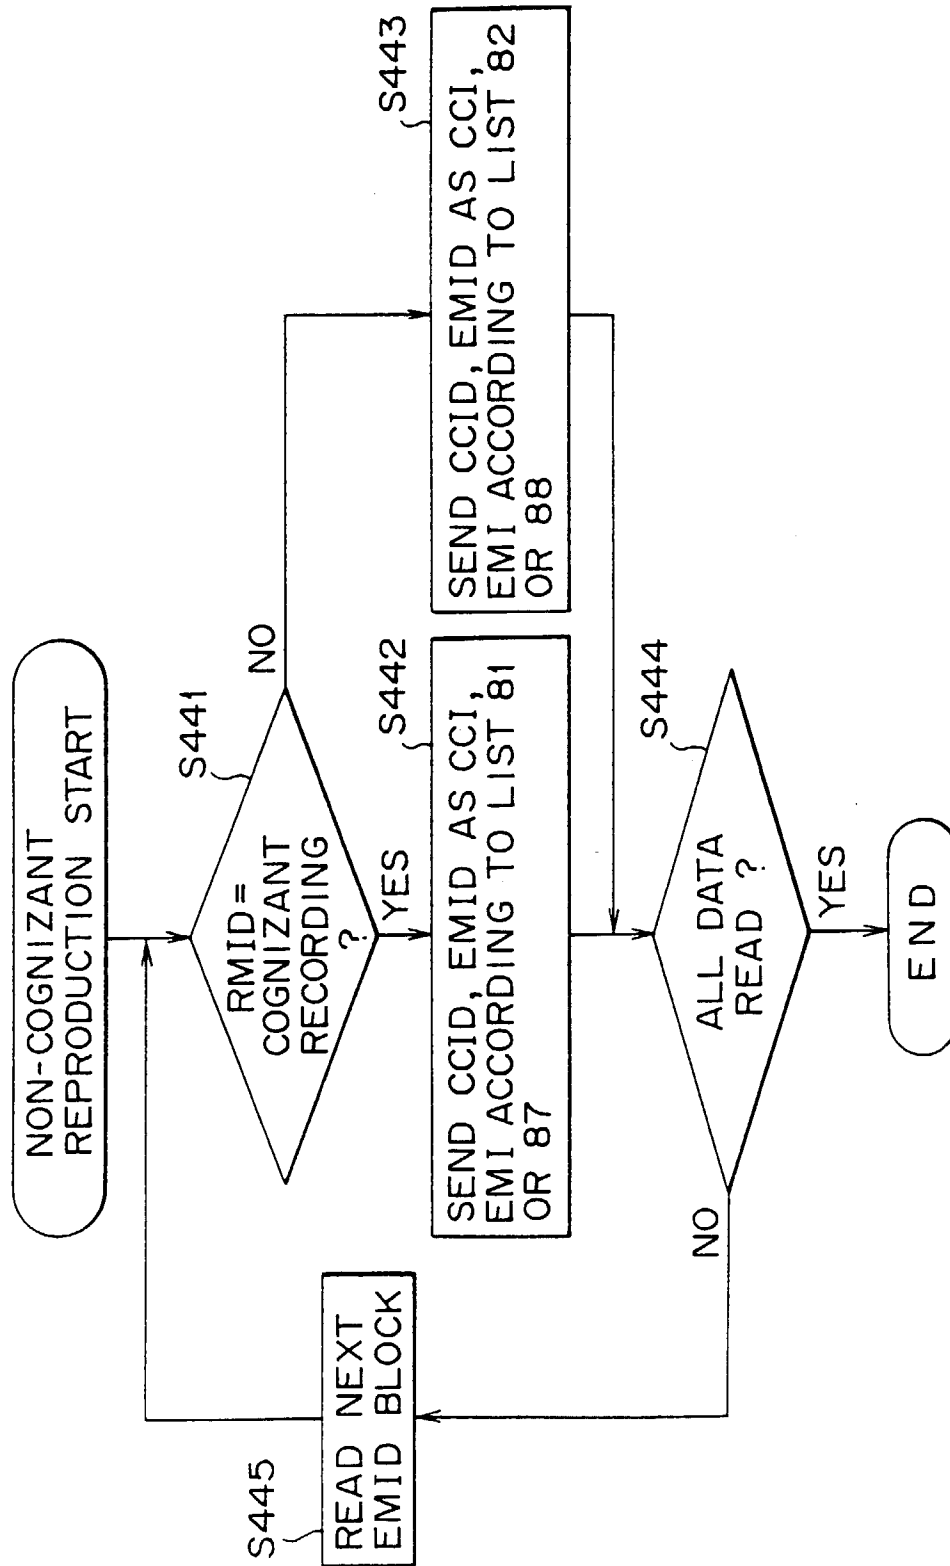 NON-COGNIZANT
REPRODUCTION START
S441
RMID=
COGNIZANT
RECORDING
?
NO
YES
S442
SEND CCID, EMID AS CCI,
EMI ACCORDING TO LIST 81
OR 87
S443
SEND CCID, EMID AS CCI,
EMI ACCORDING TO LIST 82
OR 88
S444
ALL DATA
READ ?
NO
YES
S445
READ NEXT
EMID BLOCK
END